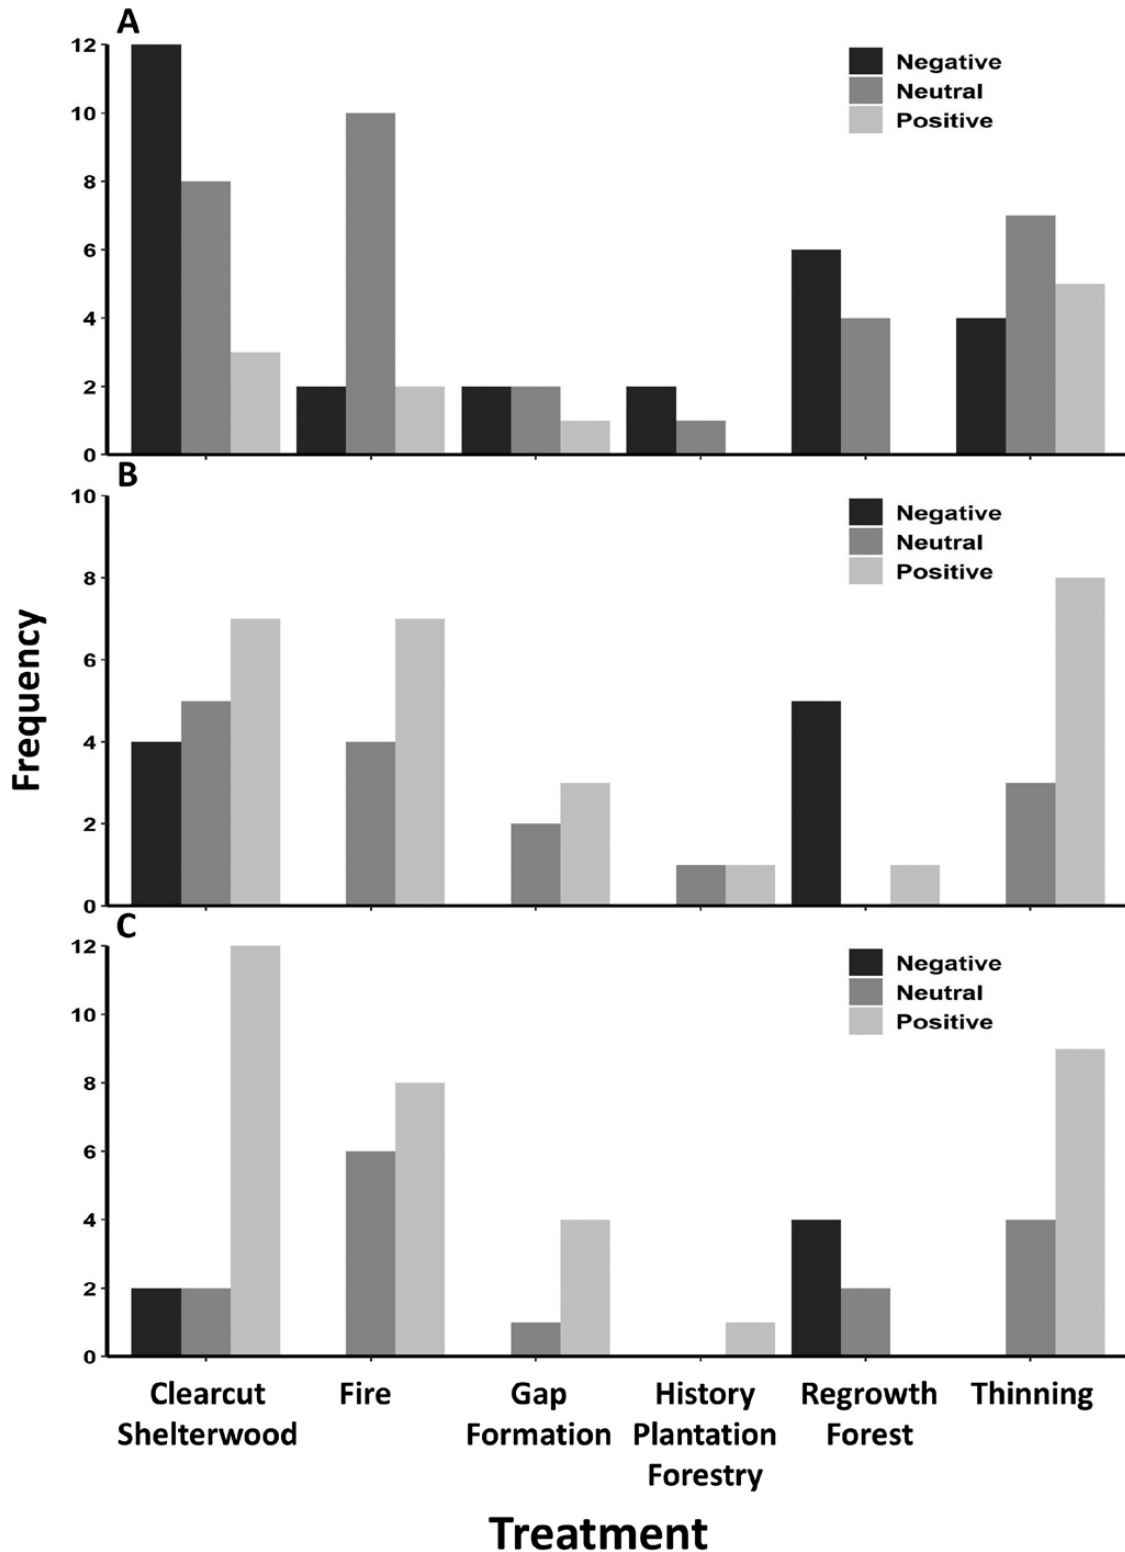 A
12
10
8
6
4
2
0
Negative
Neutral
Positive
B
10
8
6
4
2
0
Negative
Neutral
Positive
C
12
10
8
6
4
2
0
Negative
Neutral
Positive
Frequency
Clearcut
Shelterwood
Fire
Gap
Formation
History
Plantation
Forestry
Regrowth
Forest
Thinning
Treatment